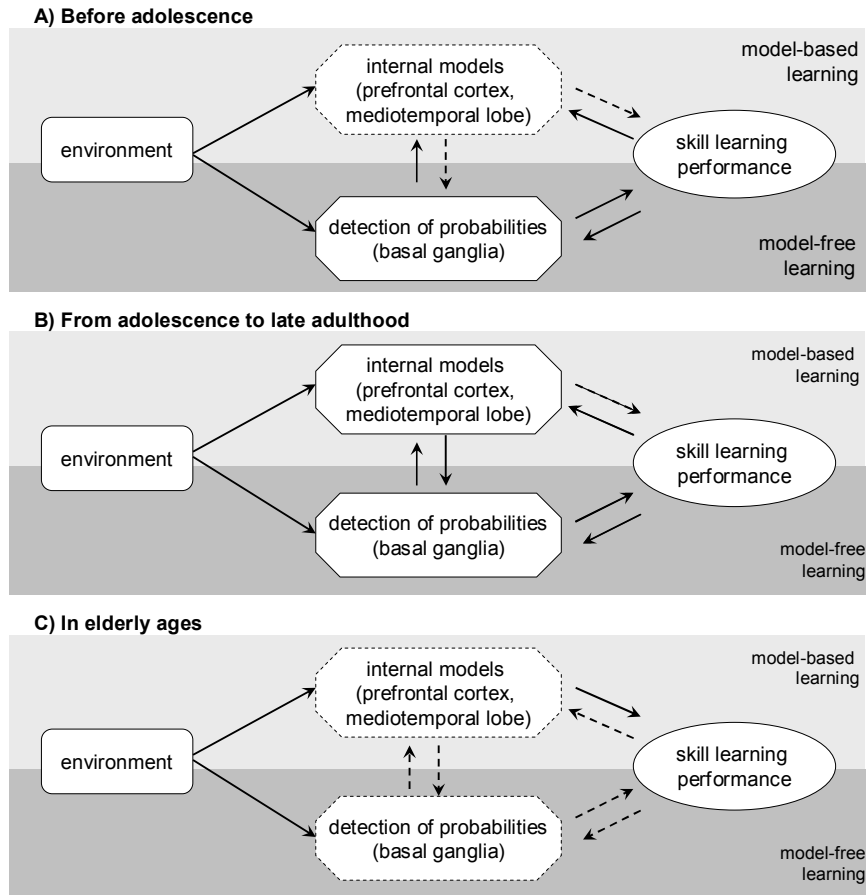 A) Before adolescence
model-based
learning
internal models
(prefrontal cortex,
mediotemporal lobe)
environment
skill learning
performance
detection of probabilities
(basal ganglia)
model-free
learning
B) From adolescence to late adulthood
model-based
learning
internal models
(prefrontal cortex,
mediotemporal lobe)
environment
skill learning
performance
detection of probabilities
(basal ganglia)
model-free
learning
C) In elderly ages
model-based
learning
internal models
(prefrontal cortex,
mediotemporal lobe)
environment
skill learning
performance
detection of probabilities
(basal ganglia)
model-free
learning